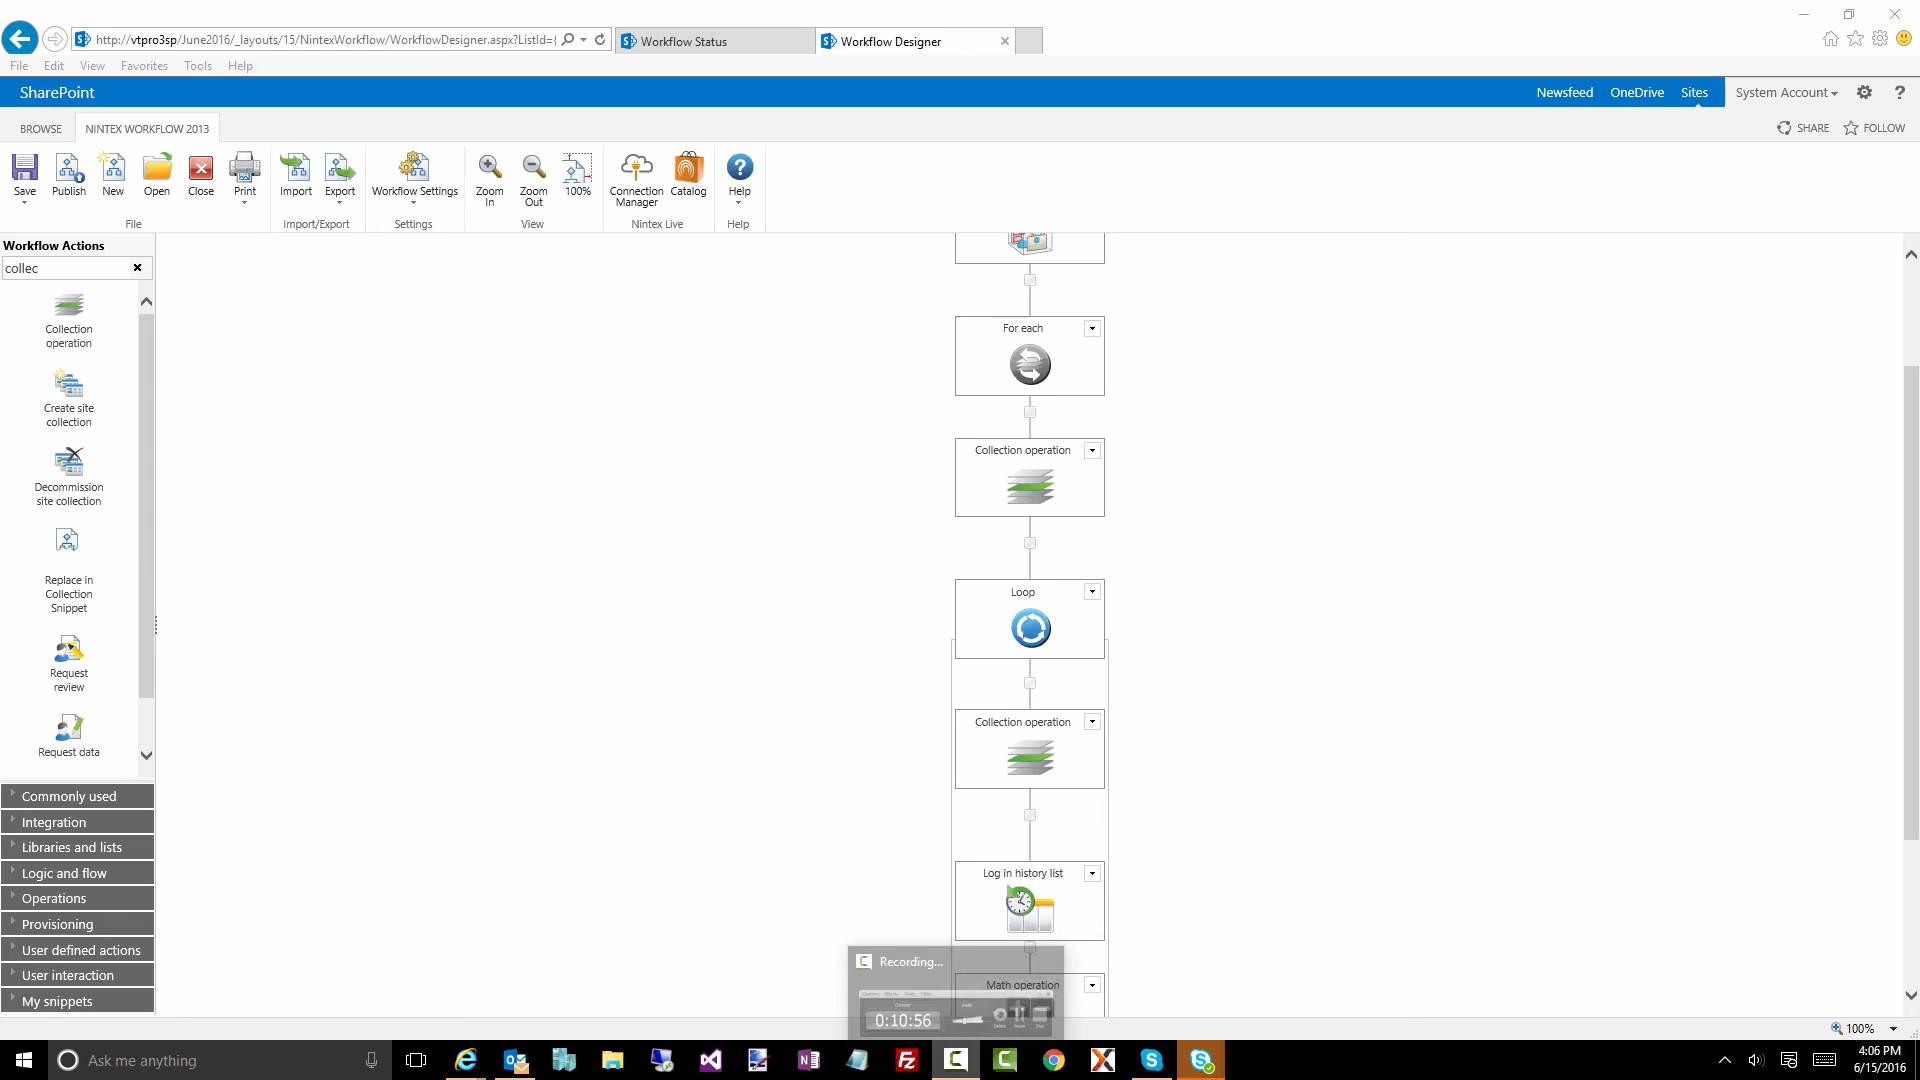 http://vtpro3sp/June2016/_layouts/15/NintexWorkflow/WorkflowDesigner.aspx?ListId={
Workflow Status
Workflow Designer
File Edit View Favorites Tools Help
SharePoint
Newsfeed OneDrive Sites System Account ?
BROWSE NINTEX WORKFLOW 2013
SHARE FOLLOW
Save Publish New Open Close Print Import Export Workflow Settings Zoom In Zoom Out 100% Connection Manager Catalog Help
File Import/Export Settings View Nintex Live Help
Workflow Actions
collec
Collection
operation
Create site
collection
Decommission
site collection
Replace in
Collection
Snippet
Request
review
Request data
Commonly used
Integration
Libraries and lists
Logic and flow
Operations
Provisioning
User defined actions
User interaction
My snippets
For each
Collection operation
Loop
Collection operation
Log in history list
Math operation
Recording...
0:10:56
100%
Ask me anything
4:06 PM
6/15/2016